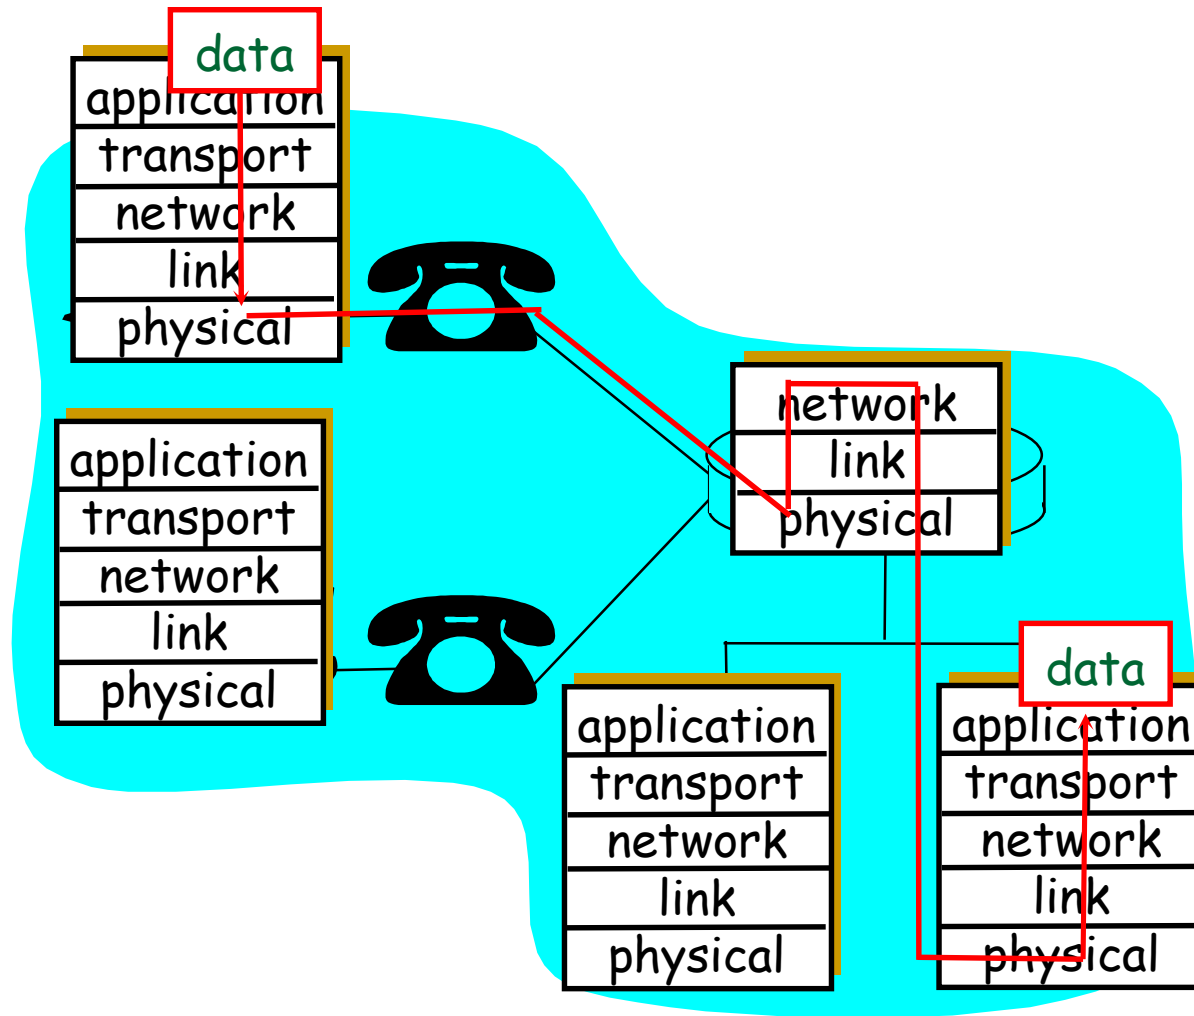 data
application
transport
network
link
physical
application
transport
network
link
physical
network
link
physical
application
transport
network
link
physical
data
application
transport
network
link
physical